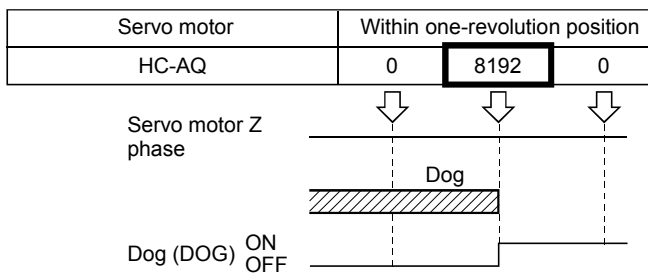 Servo motor Within one-revolution position
HC-AQ 0 8192 0
Servo motor Z
phase
Dog
Dog (DOG) ON
OFF